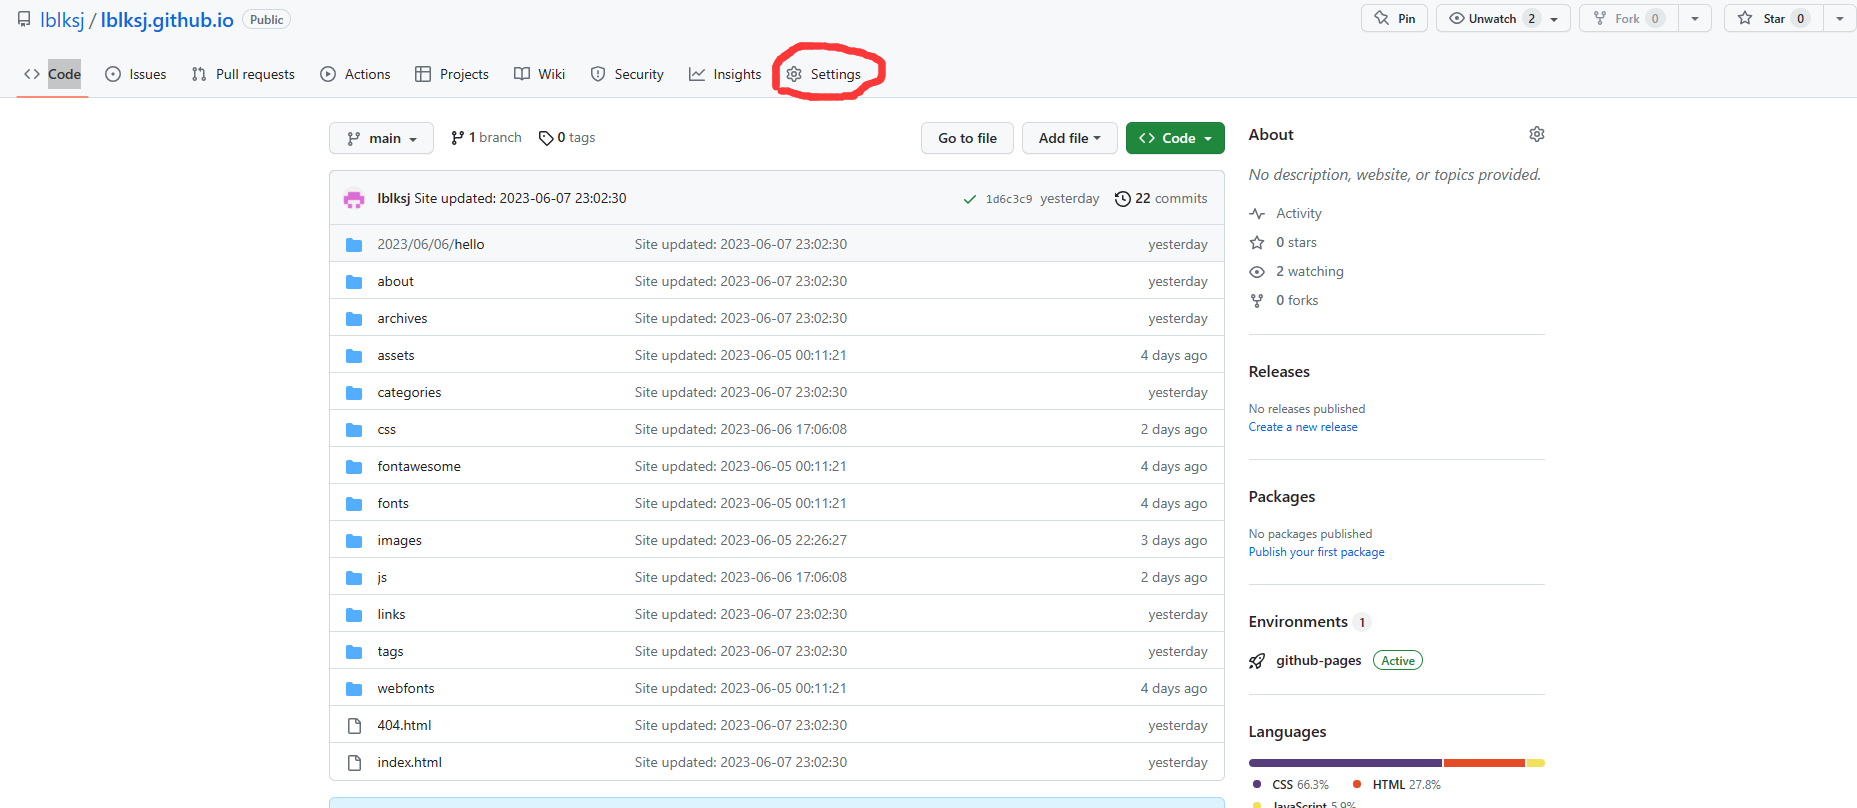 lblksj / lblksj.github.io Public Pin Unwatch 2 Fork 0 Star 0
Code Issues Pull requests Actions Projects Wiki Security Insights Settings
main 1 branch 0 tags Go to file Add file Code
lblksj Site updated: 2023-06-07 23:02:30 1d6c3c9 yesterday 22 commits
2023/06/06/hello Site updated: 2023-06-07 23:02:30 yesterday
about Site updated: 2023-06-07 23:02:30 yesterday
archives Site updated: 2023-06-07 23:02:30 yesterday
assets Site updated: 2023-06-05 00:11:21 4 days ago
categories Site updated: 2023-06-07 23:02:30 yesterday
css Site updated: 2023-06-06 17:06:08 2 days ago
fontawesome Site updated: 2023-06-05 00:11:21 4 days ago
fonts Site updated: 2023-06-05 00:11:21 4 days ago
images Site updated: 2023-06-05 22:26:27 3 days ago
js Site updated: 2023-06-06 17:06:08 2 days ago
links Site updated: 2023-06-07 23:02:30 yesterday
tags Site updated: 2023-06-07 23:02:30 yesterday
webfonts Site updated: 2023-06-05 00:11:21 4 days ago
404.html Site updated: 2023-06-07 23:02:30 yesterday
index.html Site updated: 2023-06-07 23:02:30 yesterday
About
No description, website, or topics provided.
Activity
0 stars
2 watching
0 forks
Releases
No releases published
Create a new release
Packages
No packages published
Publish your first package
Environments 1
github-pages Active
Languages
CSS 66.3% HTML 27.8%
JavaScript 5.9%